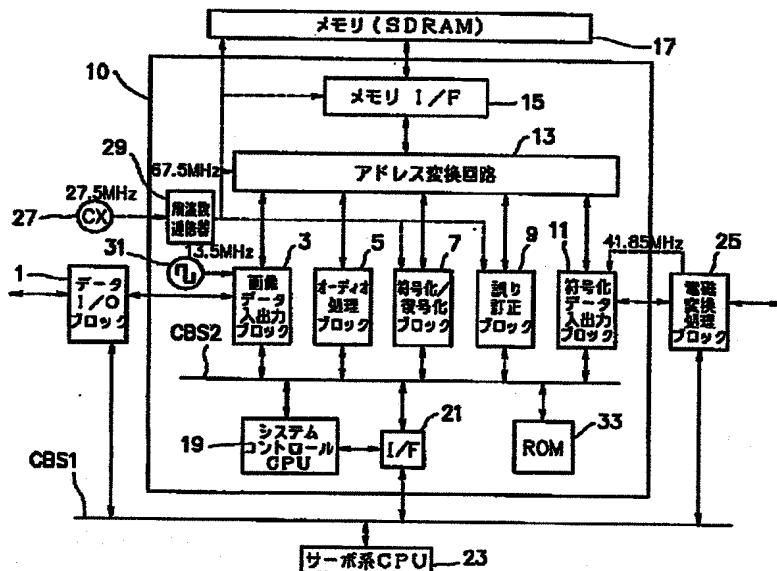 メモリ(SDRAM)
17
10
メモリ I/F
15
13
29
67.5MHz
アドレス変換回路
27.5MHz
27
CX
周波数
逓倍器
31
13.5MHz
3
5
7
9
11
41.85MHz
25
1
データ
I/O
ブロック
画像
データ
入出力
ブロック
オーディオ
処理
ブロック
符号化/
復号化
ブロック
誤り
訂正
ブロック
符号化
データ
入出力
ブロック
電磁
変換
処理
ブロック
CBS2
19
システム
コントロール
CPU
21
I/F
33
ROM
CBS1
サーボ系CPU
23